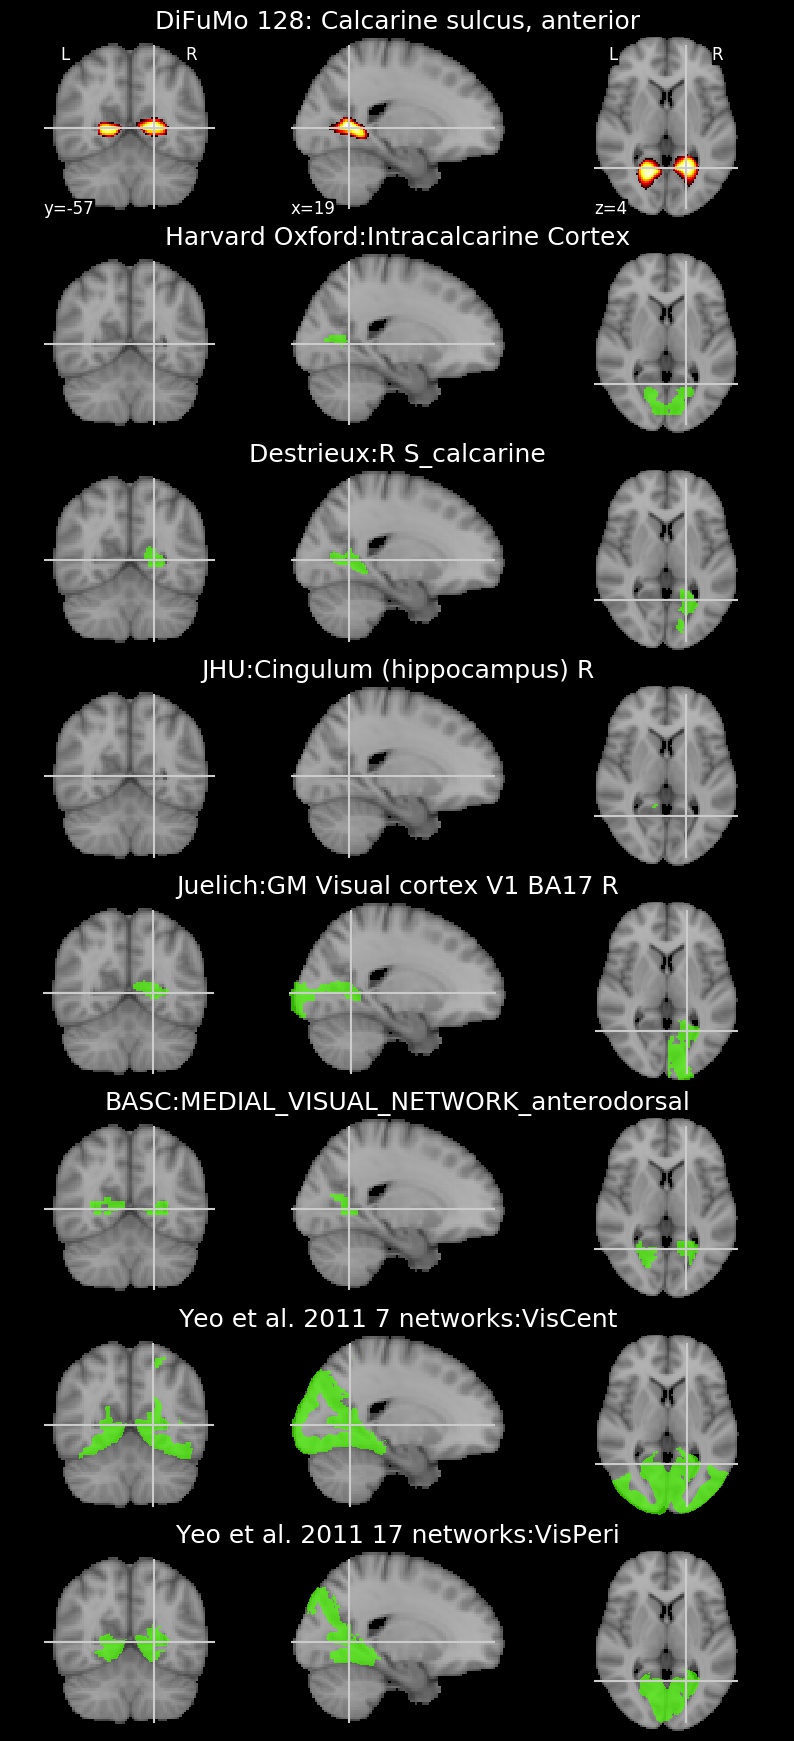 DiFuMo 128: Calcarine sulcus, anterior
L R L R
y=-57 x=19 z=4
Harvard Oxford:Intracalcarine Cortex
Destrieux:R S_calcarine
JHU:Cingulum (hippocampus) R
Juelich:GM Visual cortex V1 BA17 R
BASC:MEDIAL_VISUAL_NETWORK_anterodorsal
Yeo et al. 2011 7 networks:VisCent
Yeo et al. 2011 17 networks:VisPeri